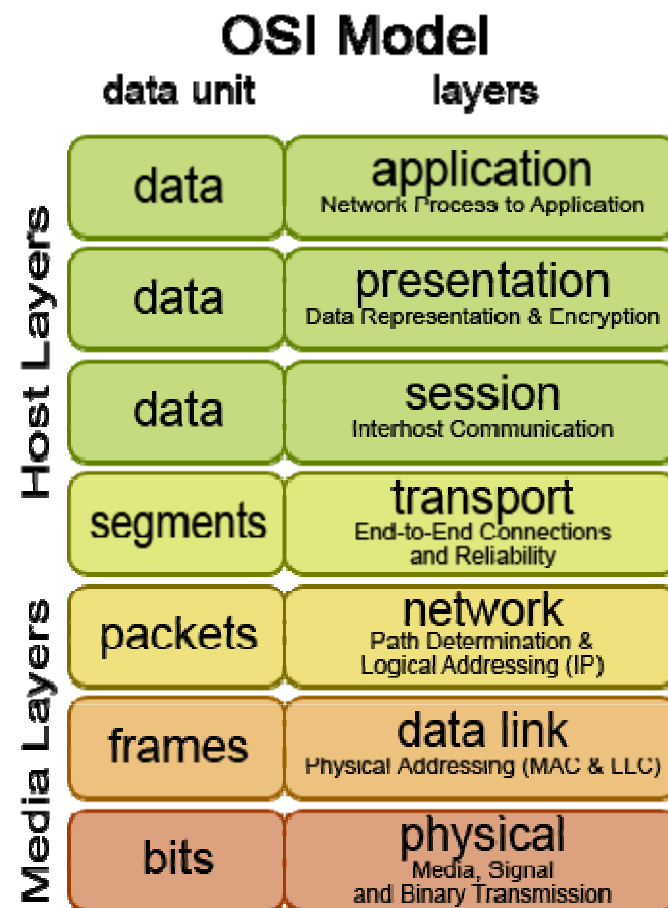 OSI Model
data unit layers
Host Layers
data
application
Network Process to Application
data
presentation
Data Representation & Encryption
data
session
Interhost Communication
segments
transport
End-to-End Connections
and Reliability
Media Layers
packets
network
Path Determination &
Logical Addressing (IP)
frames
data link
Physical Addressing (MAC & LLC)
bits
physical
Media, Signal
and Binary Transmission